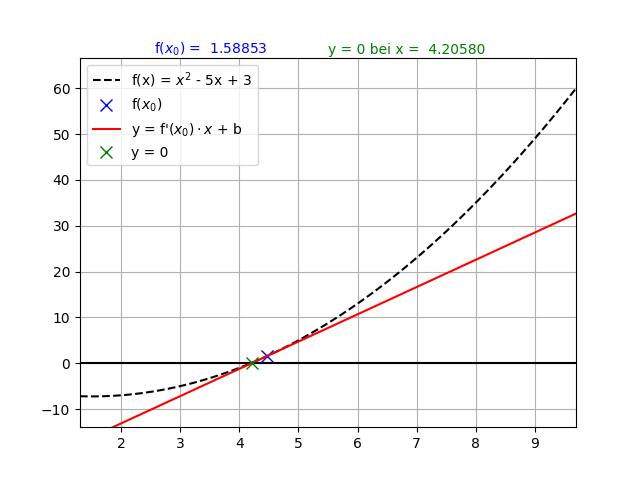 f(x₀) = 1.58853
y = 0 bei x = 4.20580
f(x) = x² - 5x + 3
f(x₀)
y = f'(x₀) · x + b
y = 0
60
50
40
30
20
10
0
−10
2 3 4 5 6 7 8 9